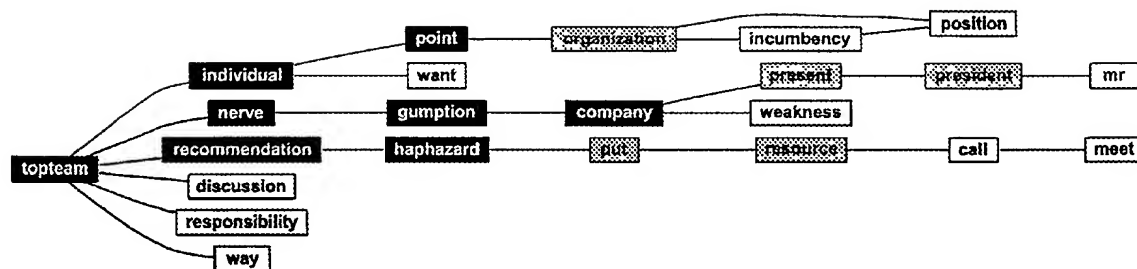 position
point organization incumbency
individual want present president mr
nerve gumption company weakness
recommendation haphazard put resource call meet
topteam
discussion
responsibility
way